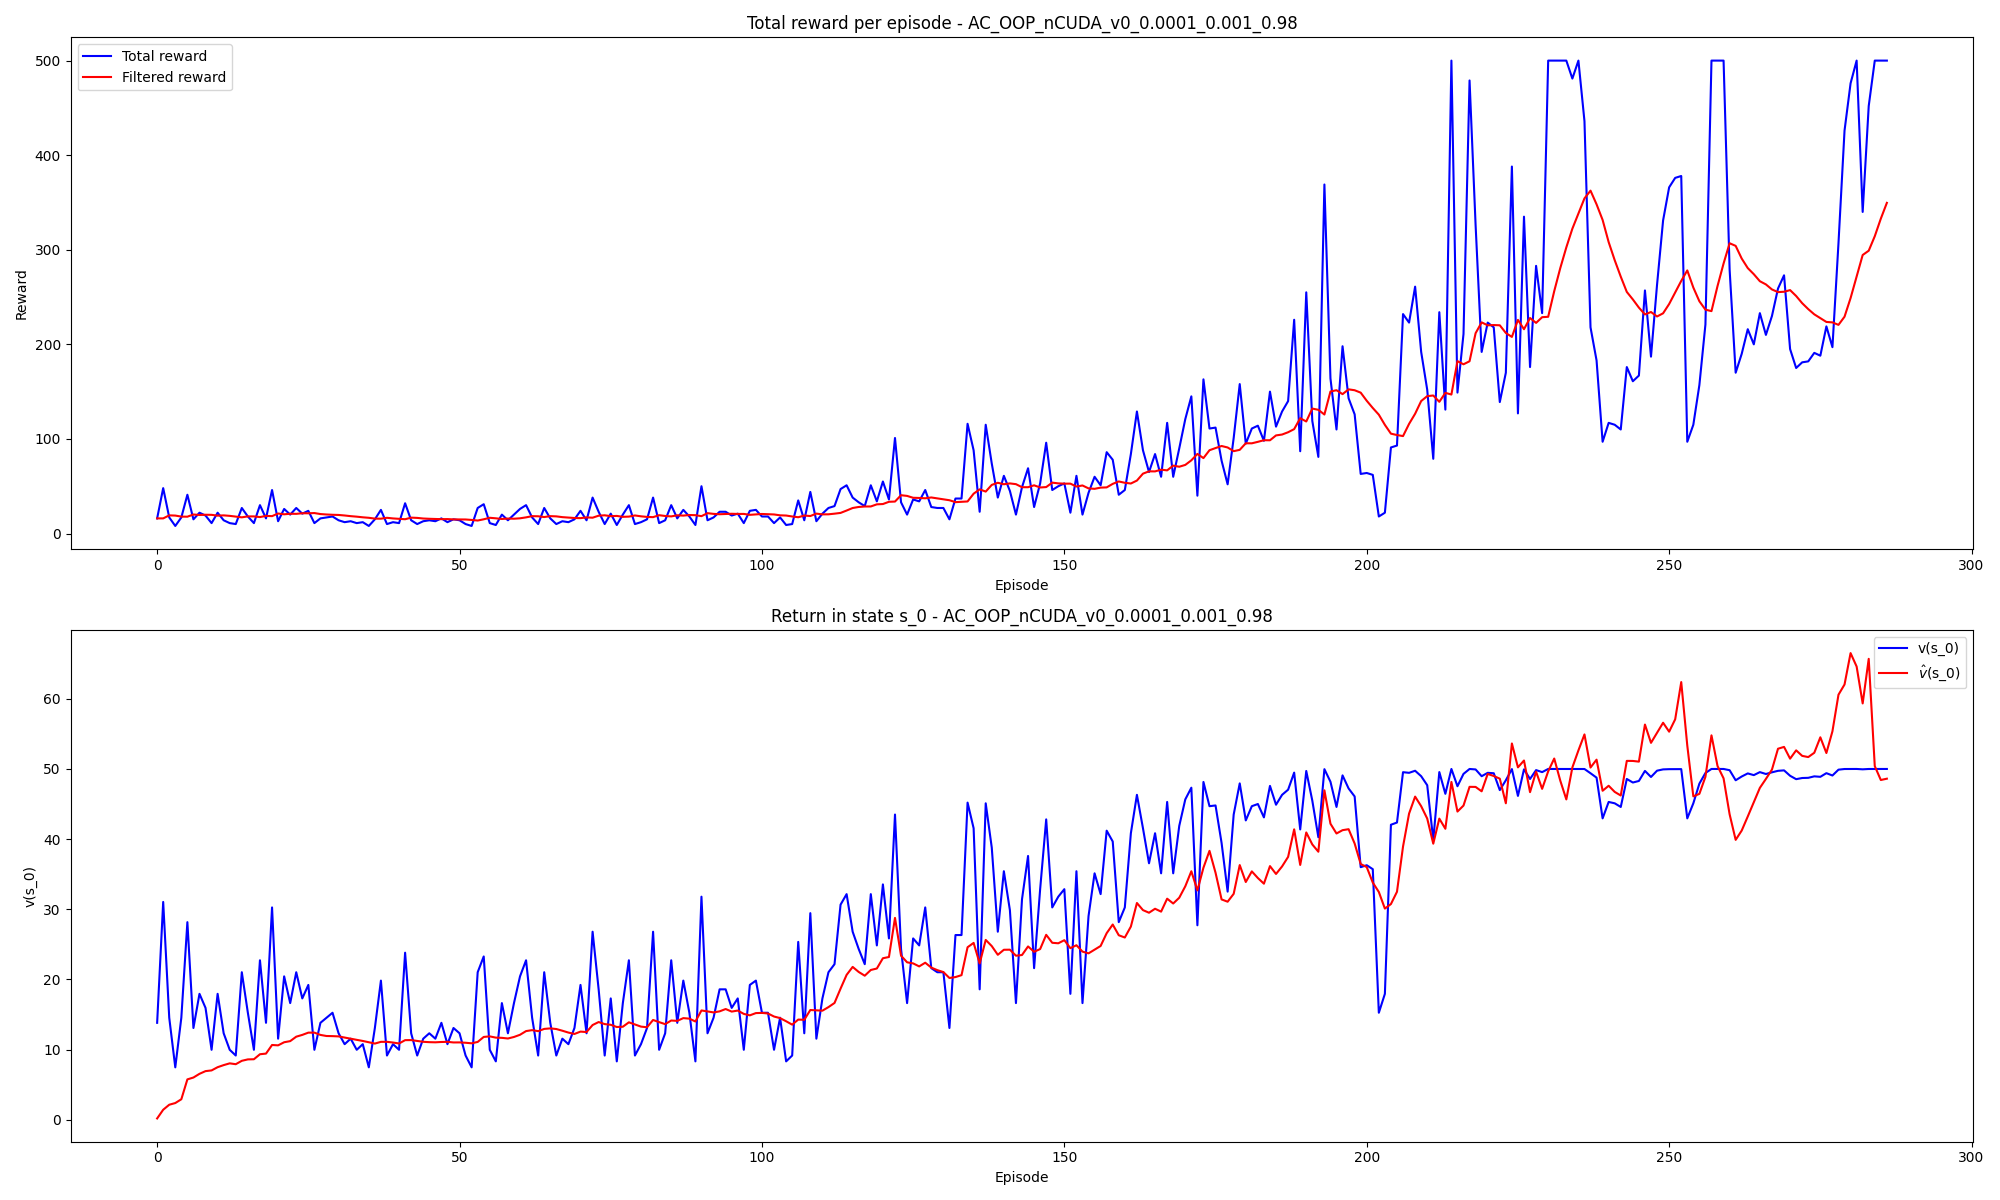 Total reward per episode - AC_OOP_nCUDA_v0_0.0001_0.001_0.98
Total reward
Filtered reward
500
400
300
200
100
0
Reward
0 50 100 150 200 250 300
Episode
Return in state s_0 - AC_OOP_nCUDA_v0_0.0001_0.001_0.98
v(s_0)
v̂(s_0)
60
50
40
30
20
10
0
v(s_0)
0 50 100 150 200 250 300
Episode